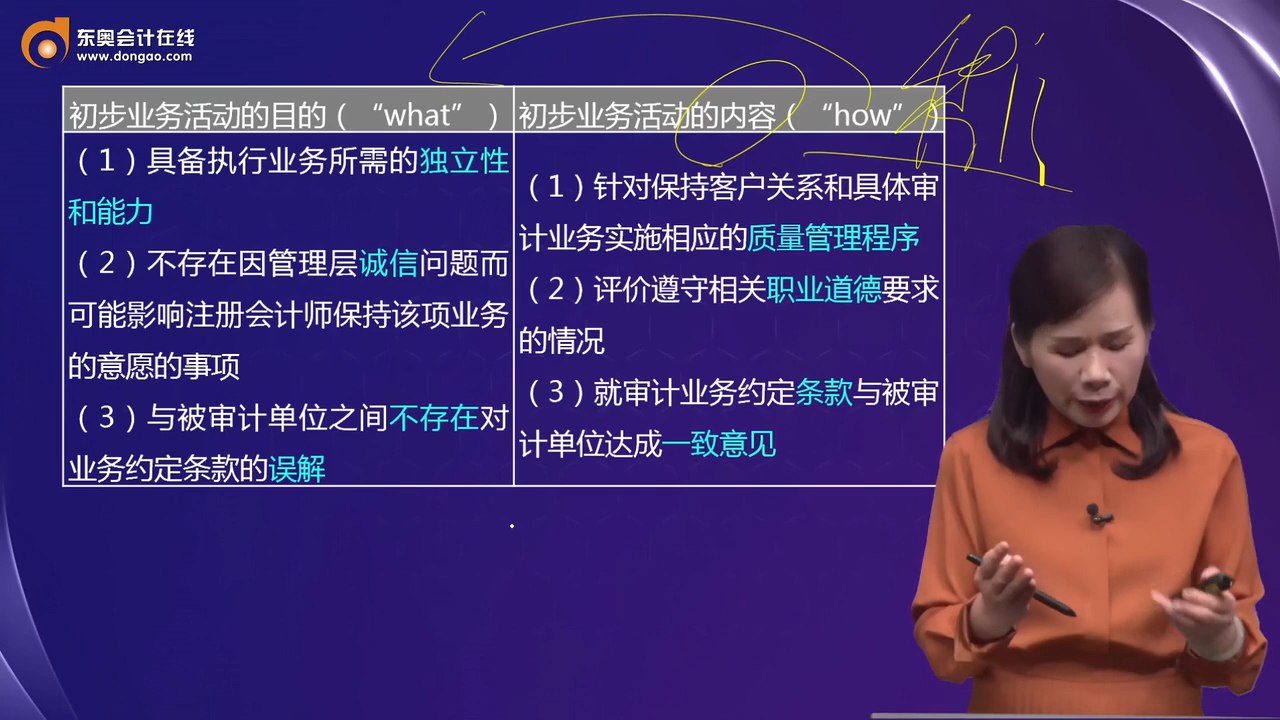 东奥会计在线
www.dongao.com
初步业务活动的目的（“what”）
初步业务活动的内容（“how”）
（1）具备执行业务所需的独立性
和能力
（2）不存在因管理层诚信问题而
可能影响注册会计师保持该项业务
的意愿的事项
（3）与被审计单位之间不存在对
业务约定条款的误解
（1）针对保持客户关系和具体审
计业务实施相应的质量管理程序
（2）评价遵守相关职业道德要求
的情况
（3）就审计业务约定条款与被审
计单位达成一致意见